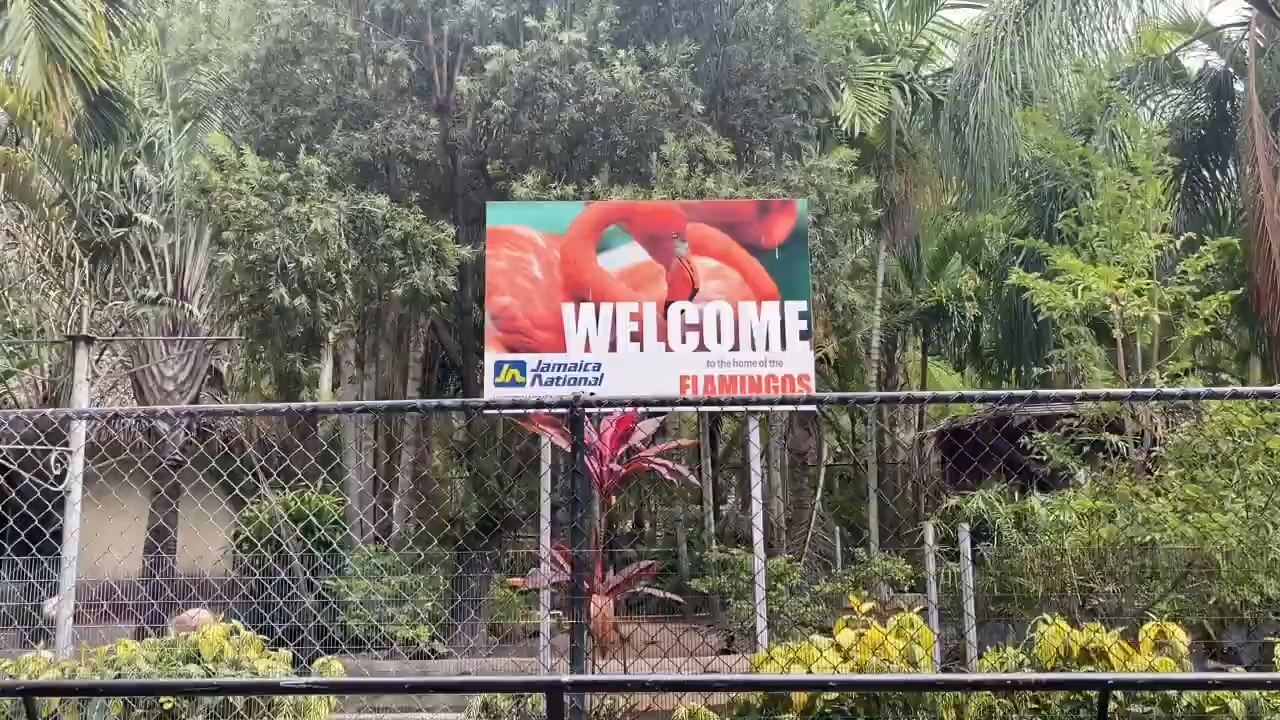 WELCOME
to the home of the
FLAMINGOS
JN
Jamaica
National